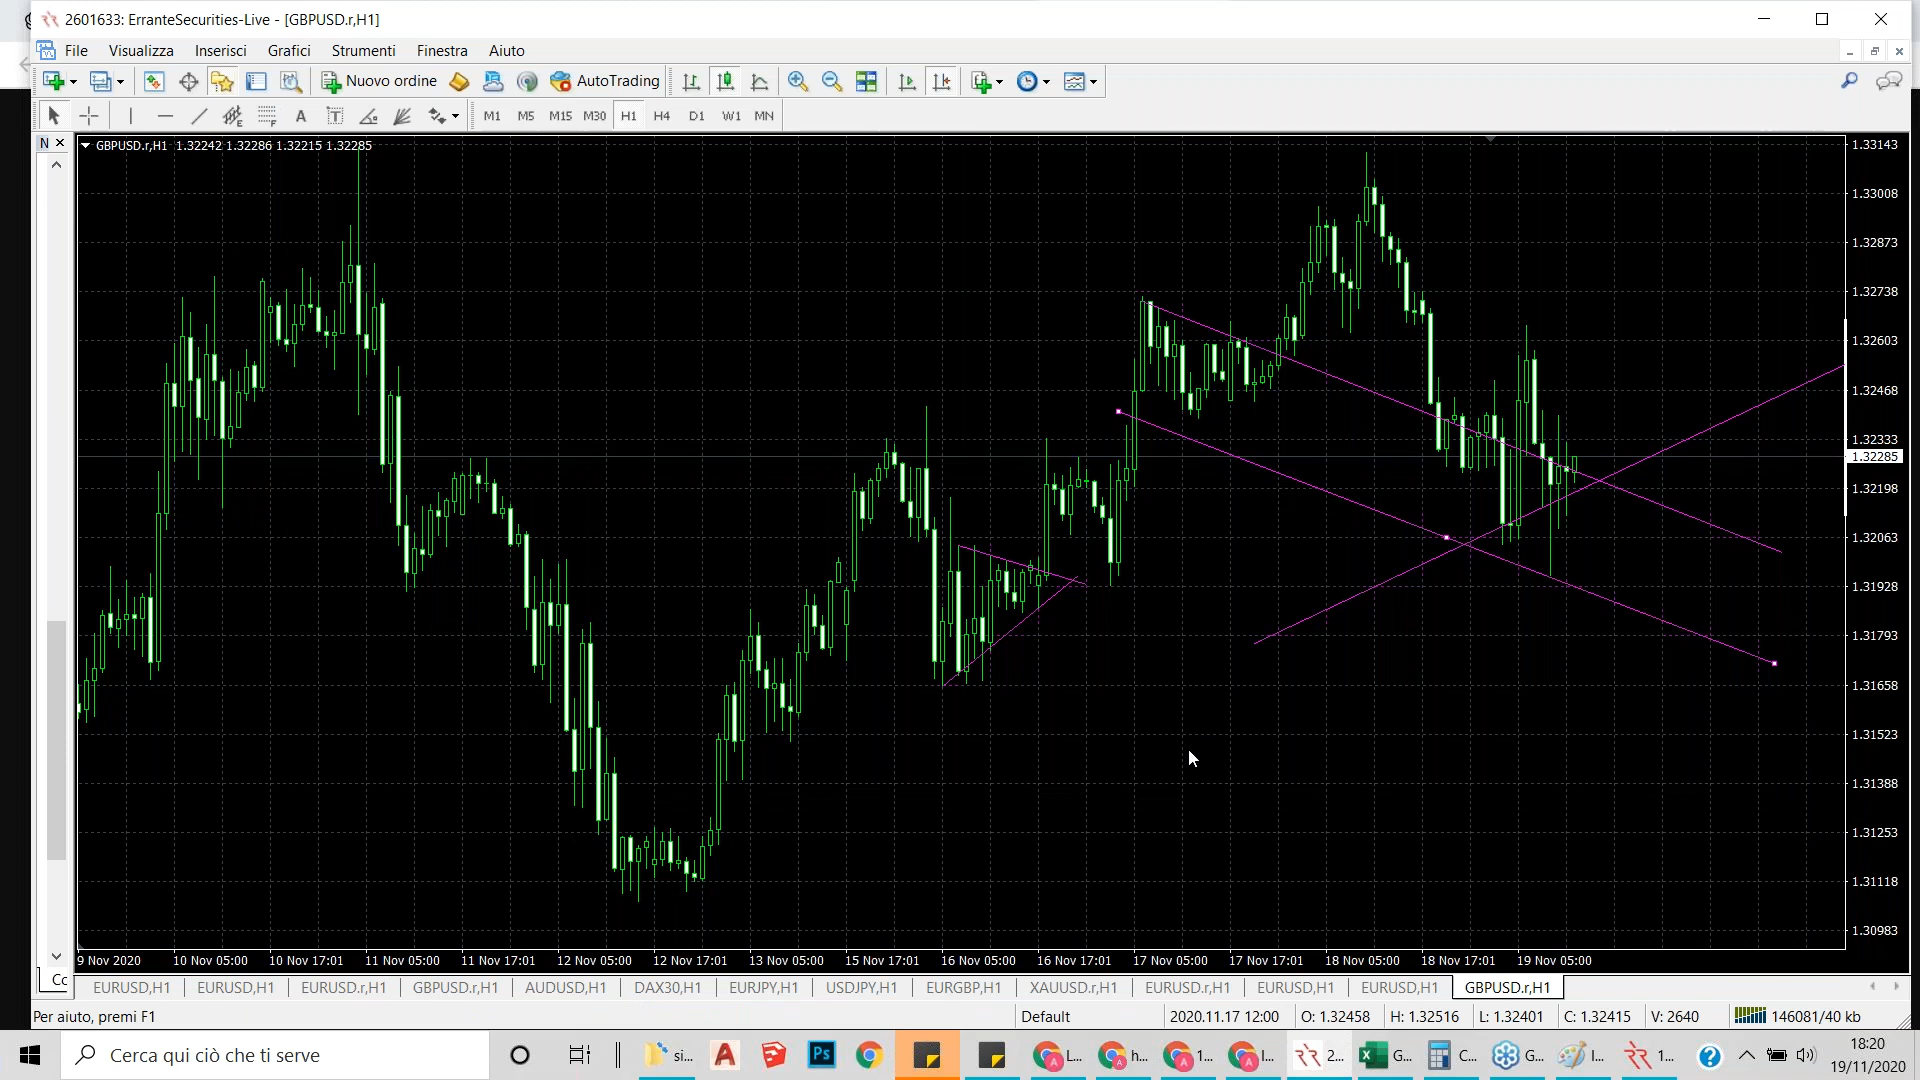 2601633: ErranteSecurities-Live - [GBPUSD.r,H1]
File Visualizza Inserisci Grafici Strumenti Finestra Aiuto
Nuovo ordine AutoTrading
A T M1 M5 M15 M30 H1 H4 D1 W1 MN
N
GBPUSD.r,H1 1.32242 1.32286 1.32215 1.32285
1.33143
1.33008
1.32873
1.32738
1.32603
1.32468
1.32333
1.32285
1.32198
1.32063
1.31928
1.31793
1.31658
1.31523
1.31388
1.31253
1.31118
1.30983
9 Nov 2020 10 Nov 05:00 10 Nov 17:01 11 Nov 05:00 11 Nov 17:01 12 Nov 05:00 12 Nov 17:01 13 Nov 05:00 15 Nov 17:01 16 Nov 05:00 16 Nov 17:01 17 Nov 05:00 17 Nov 17:01 18 Nov 05:00 18 Nov 17:01 19 Nov 05:00
Cc EURUSD,H1 EURUSD,H1 EURUSD.r,H1 GBPUSD.r,H1 AUDUSD,H1 DAX30,H1 EURJPY,H1 USDJPY,H1 EURGBP,H1 XAUUSD.r,H1 EURUSD.r,H1 EURUSD,H1 EURUSD,H1 GBPUSD.r,H1
Per aiuto, premi F1 Default 2020.11.17 12:00 O: 1.32458 H: 1.32516 L: 1.32401 C: 1.32415 V: 2640 146081/40 kb
Cerca qui ciò che ti serve si... Ps L... h... 1... I... 2... G... C... G... I... 1... 18:20
19/11/2020